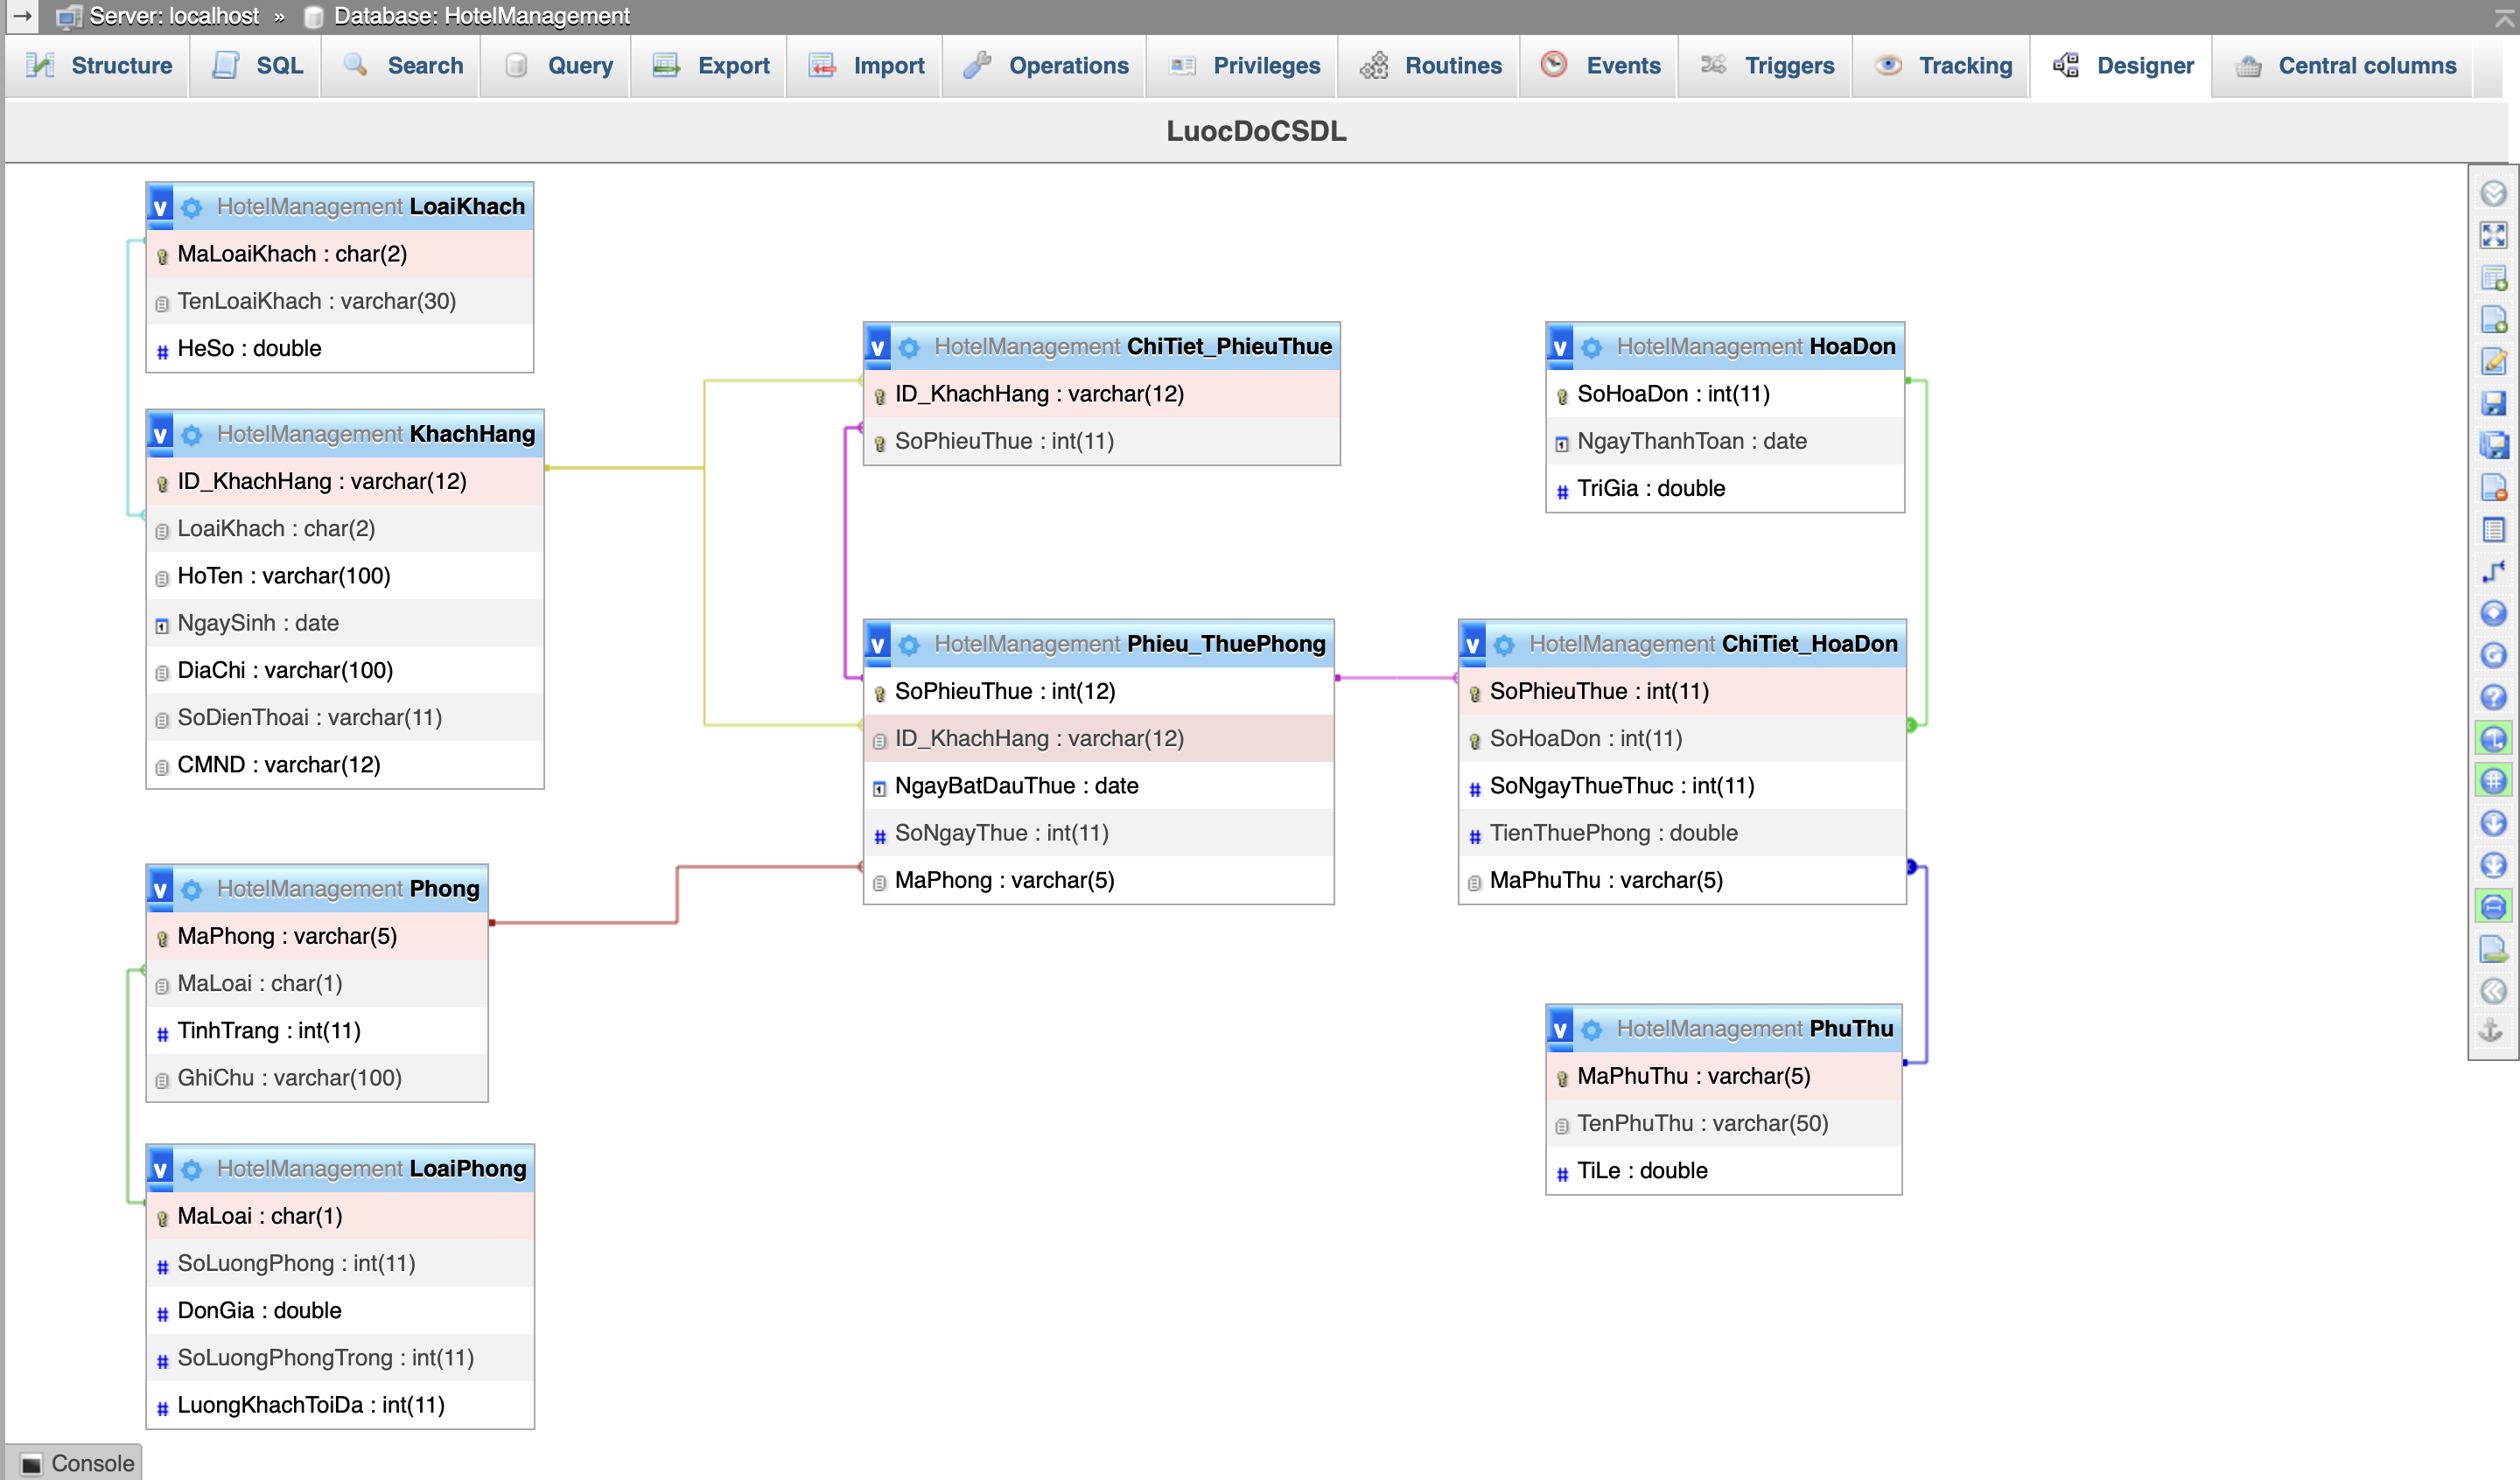 Server: localhost » Database: HotelManagement
Structure SQL Search Query Export Import Operations Privileges Routines Events Triggers Tracking Designer Central columns
LuocDoCSDL
v HotelManagement LoaiKhach
MaLoaiKhach : char(2)
TenLoaiKhach : varchar(30)
# HeSo : double
v HotelManagement KhachHang
ID_KhachHang : varchar(12)
LoaiKhach : char(2)
HoTen : varchar(100)
NgaySinh : date
DiaChi : varchar(100)
SoDienThoai : varchar(11)
CMND : varchar(12)
v HotelManagement Phong
MaPhong : varchar(5)
MaLoai : char(1)
# TinhTrang : int(11)
GhiChu : varchar(100)
v HotelManagement LoaiPhong
MaLoai : char(1)
# SoLuongPhong : int(11)
# DonGia : double
# SoLuongPhongTrong : int(11)
# LuongKhachToiDa : int(11)
v HotelManagement ChiTiet_PhieuThue
ID_KhachHang : varchar(12)
SoPhieuThue : int(11)
v HotelManagement Phieu_ThuePhong
SoPhieuThue : int(12)
ID_KhachHang : varchar(12)
NgayBatDauThue : date
# SoNgayThue : int(11)
MaPhong : varchar(5)
v HotelManagement HoaDon
SoHoaDon : int(11)
NgayThanhToan : date
# TriGia : double
v HotelManagement ChiTiet_HoaDon
SoPhieuThue : int(11)
SoHoaDon : int(11)
# SoNgayThueThuc : int(11)
# TienThuePhong : double
MaPhuThu : varchar(5)
v HotelManagement PhuThu
MaPhuThu : varchar(5)
TenPhuThu : varchar(50)
# TiLe : double
Console